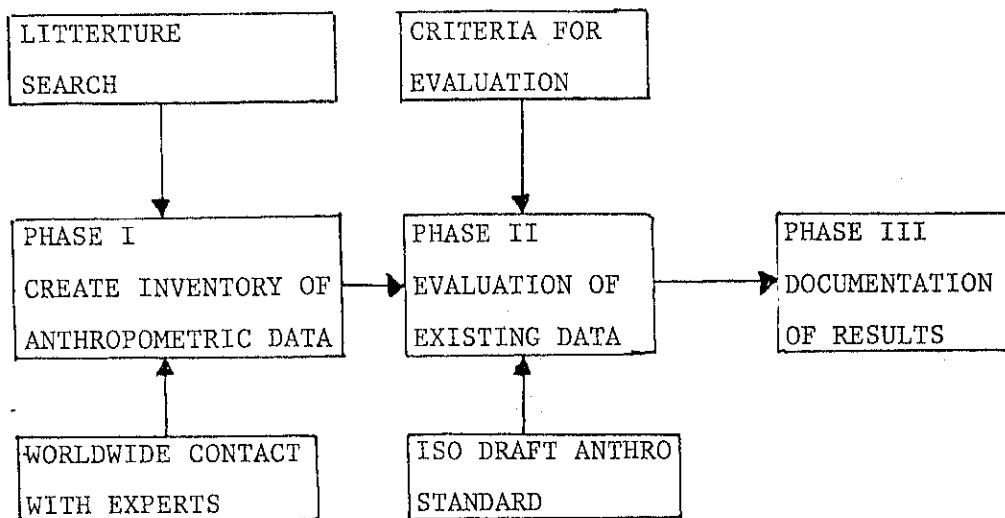 LITTERTURE
SEARCH
CRITERIA FOR
EVALUATION
PHASE I
CREATE INVENTORY OF
ANTHROPOMETRIC DATA
PHASE II
EVALUATION OF
EXISTING DATA
PHASE III
DOCUMENTATION
OF RESULTS
WORLDWIDE CONTACT
WITH EXPERTS
ISO DRAFT ANTHRO
STANDARD